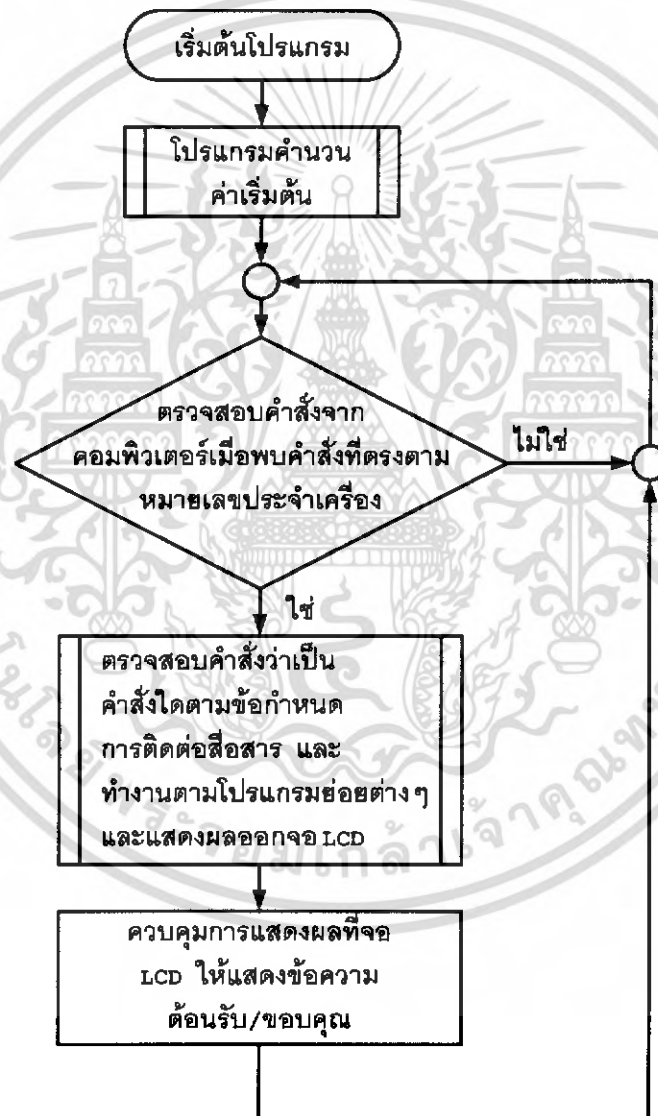 เริ่มต้นโปรแกรม
โปรแกรมคำนวน
ค่าเริ่มต้น
ตรวจสอบคำสั่งจาก
คอมพิวเตอร์เมื่อพบคำสั่งที่ตรงตาม
หมายเลขประจำเครื่อง
ไม่ใช่
ใช่
ตรวจสอบคำสั่งว่าเป็น
คำสั่งใดตามข้อกำหนด
การติดต่อสื่อสาร และ
ทำงานตามโปรแกรมย่อยต่างๆ
และแสดงผลออกจอ LCD
ควบคุมการแสดงผลที่จอ
LCD ให้แสดงข้อความ
ต้อนรับ/ขอบคุณ